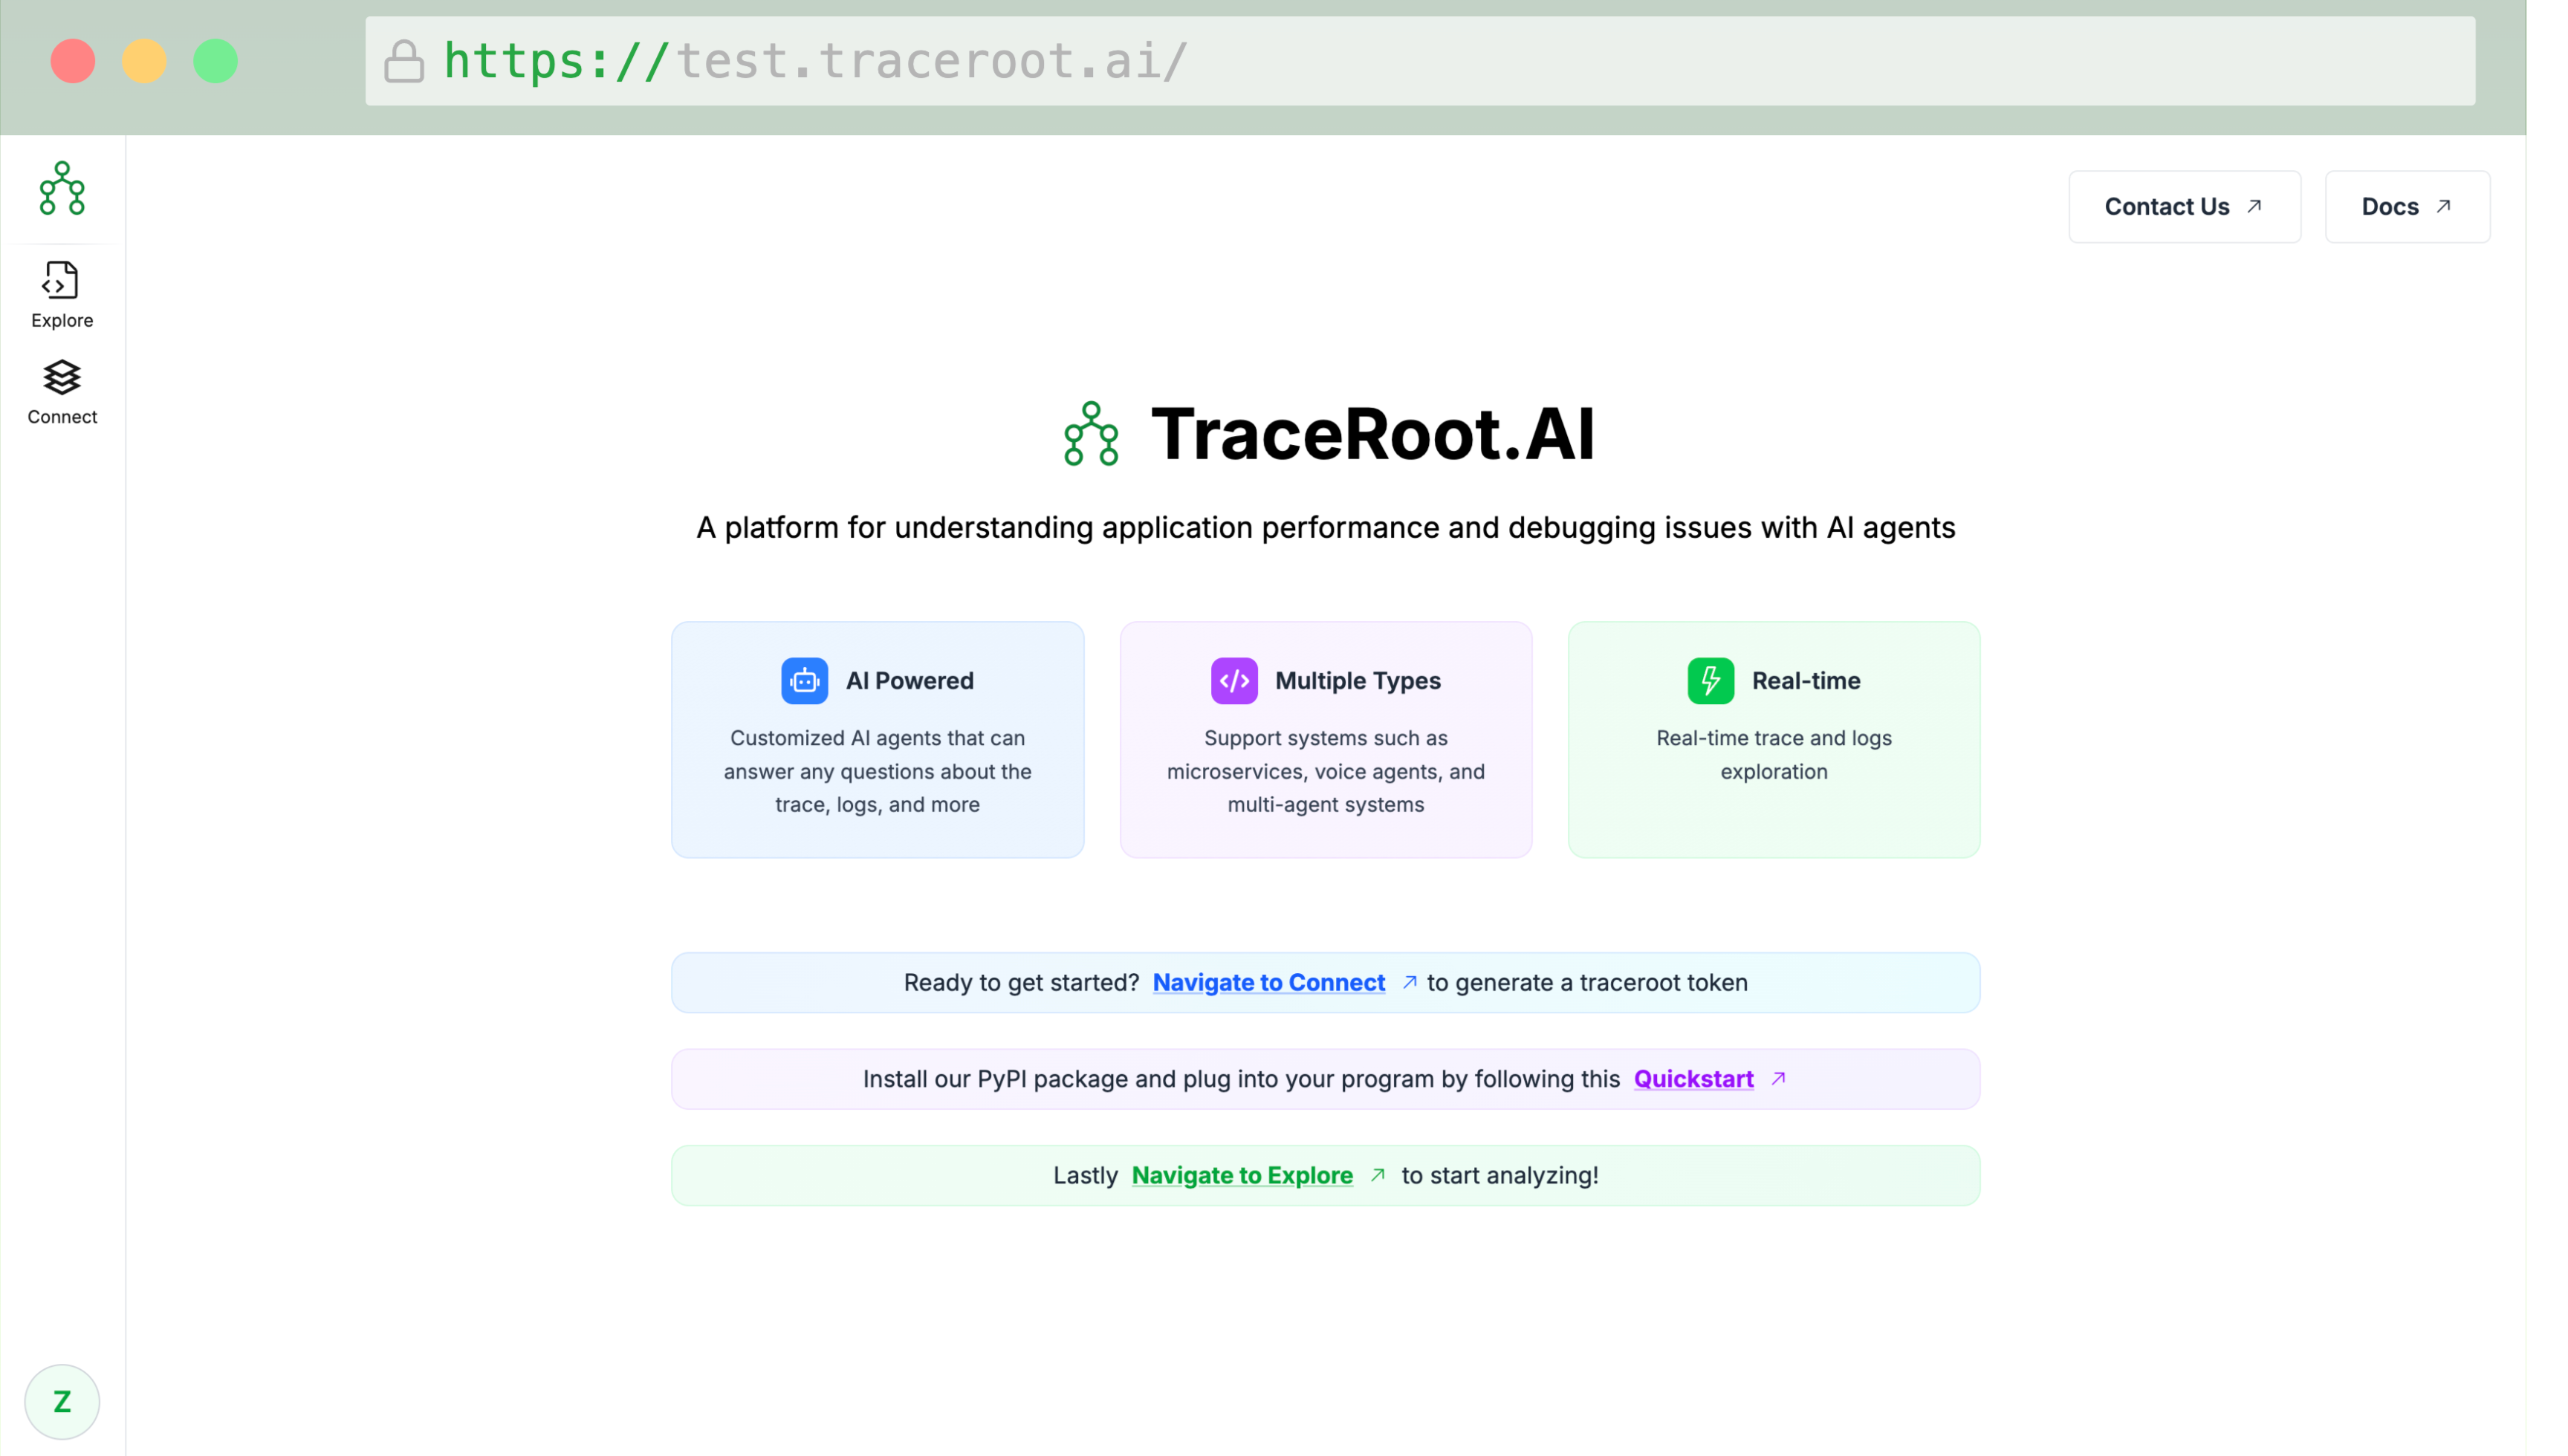 https://test.traceroot.ai/
Contact Us
Docs
Explore
Connect
TraceRoot.AI
A platform for understanding application performance and debugging issues with AI agents
AI Powered
Customized AI agents that can
answer any questions about the
trace, logs, and more
Multiple Types
Support systems such as
microservices, voice agents, and
multi-agent systems
Real-time
Real-time trace and logs
exploration
Ready to get started? Navigate to Connect to generate a traceroot token
Install our PyPI package and plug into your program by following this Quickstart
Lastly Navigate to Explore to start analyzing!
Z